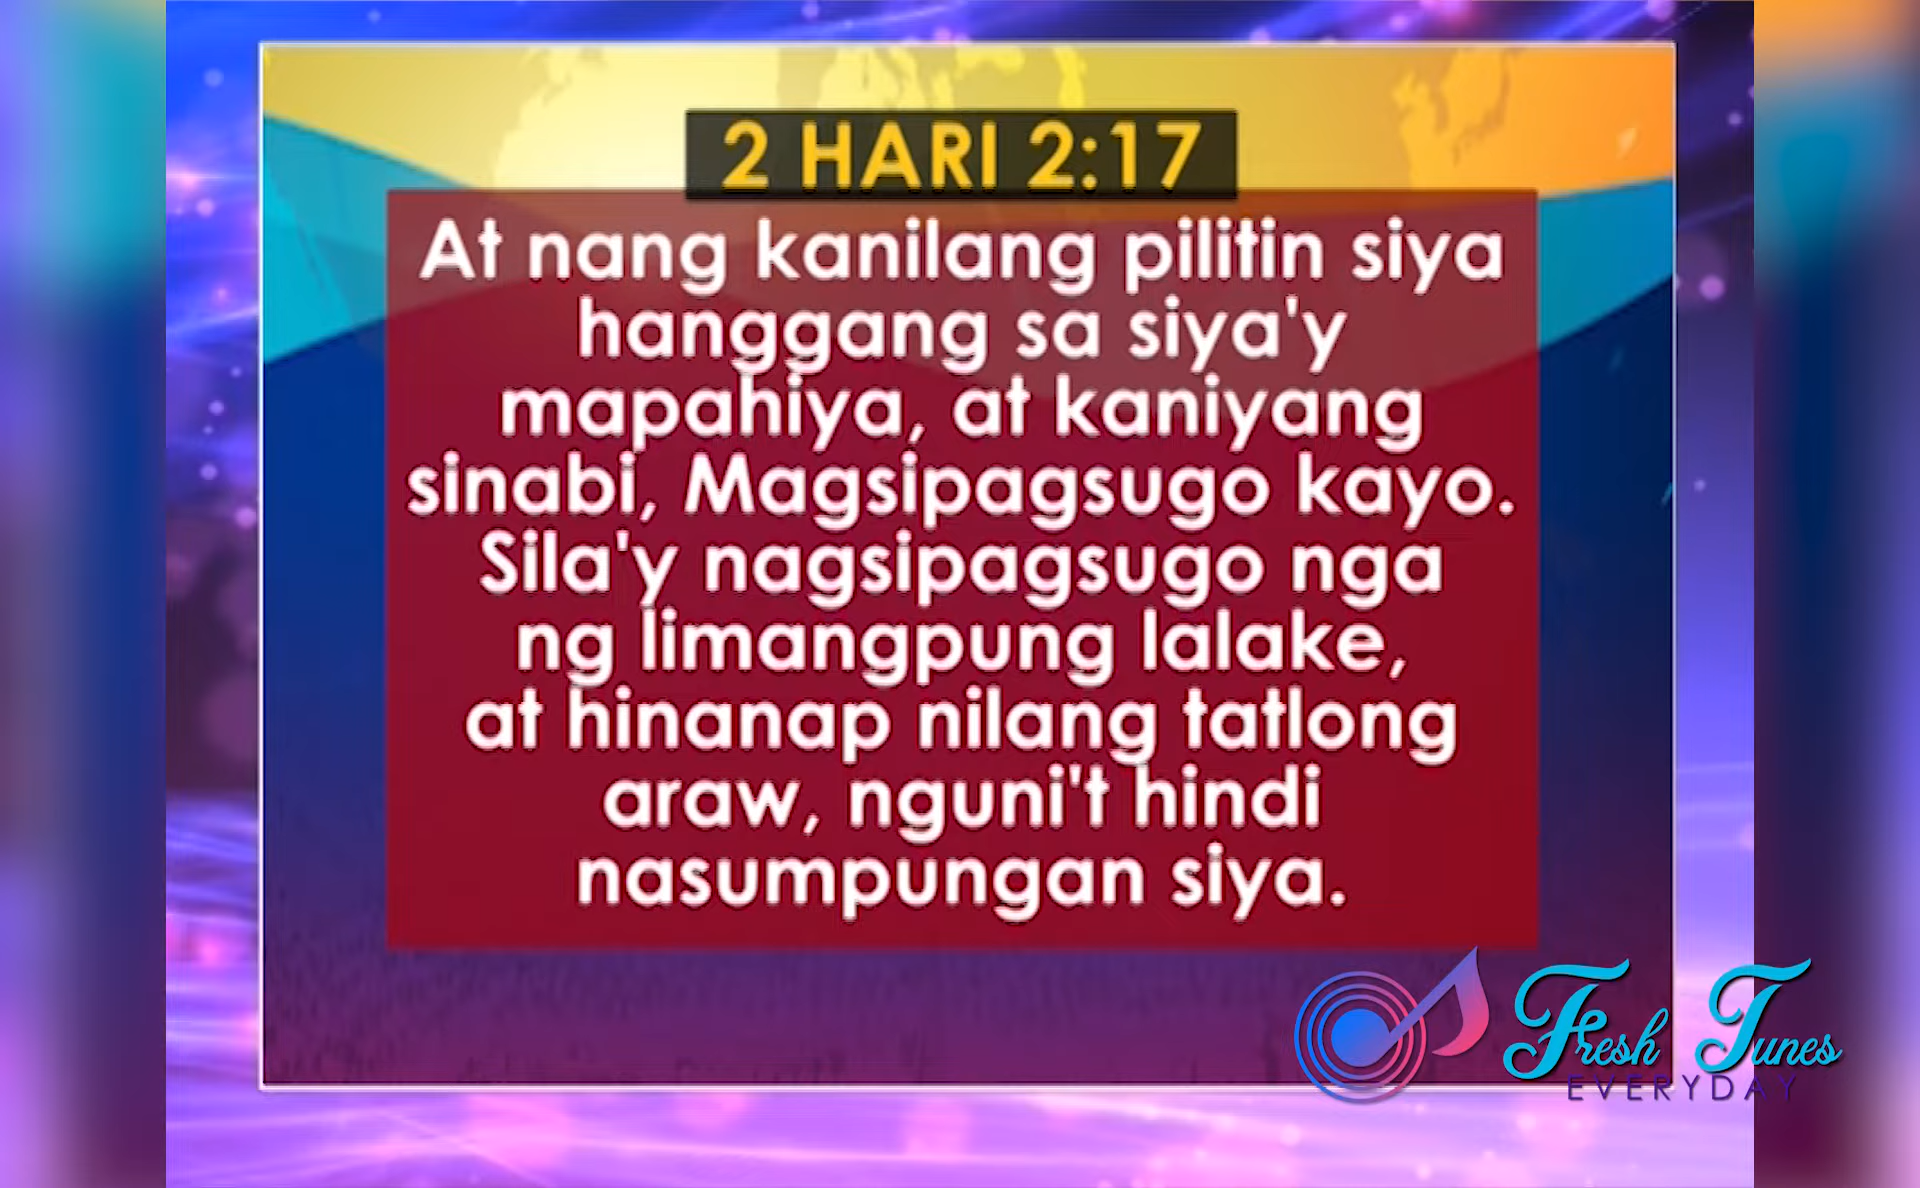 2 HARI 2:17
At nang kanilang pilitin siya
hanggang sa siya'y
mapahiya, at kaniyang
sinabi, Magsipagsugo kayo.
Sila'y nagsipagsugo nga
ng limangpung lalake,
at hinanap nilang tatlong
araw, nguni't hindi
nasumpungan siya.
Fresh Tunes
EVERYDAY